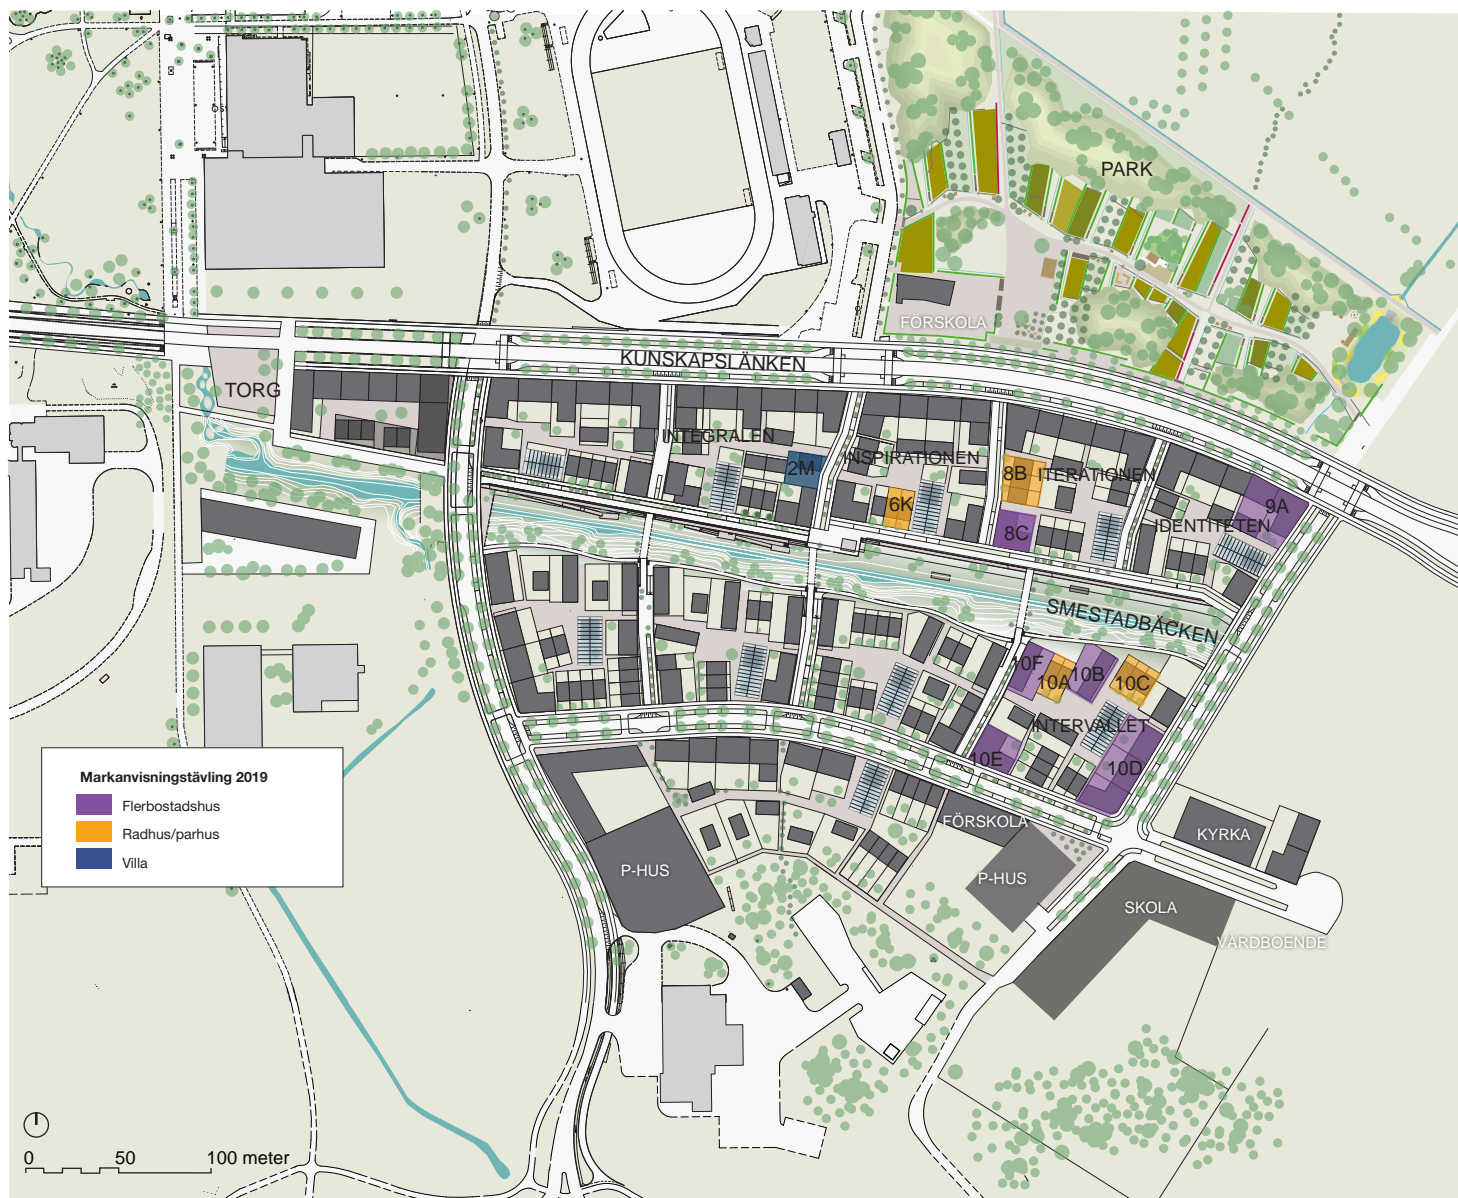 PARK
FÖRSKOLA
KUNSKAPSLÄNKEN
TORG
INTEGRALEN
2M
INSPIRATIONEN
6K
8B
ITERATIONEN
8C
9A
IDENTITETEN
SMESTADBÄCKEN
10F
10A
10B
10C
INTERVALLET
10E
10D
Markanvisningstävling 2019
Flerbostadshus
Radhus/parhus
Villa
FÖRSKOLA
KYRKA
P-HUS
P-HUS
SKOLA
VÅRDBOENDE
0 50 100 meter